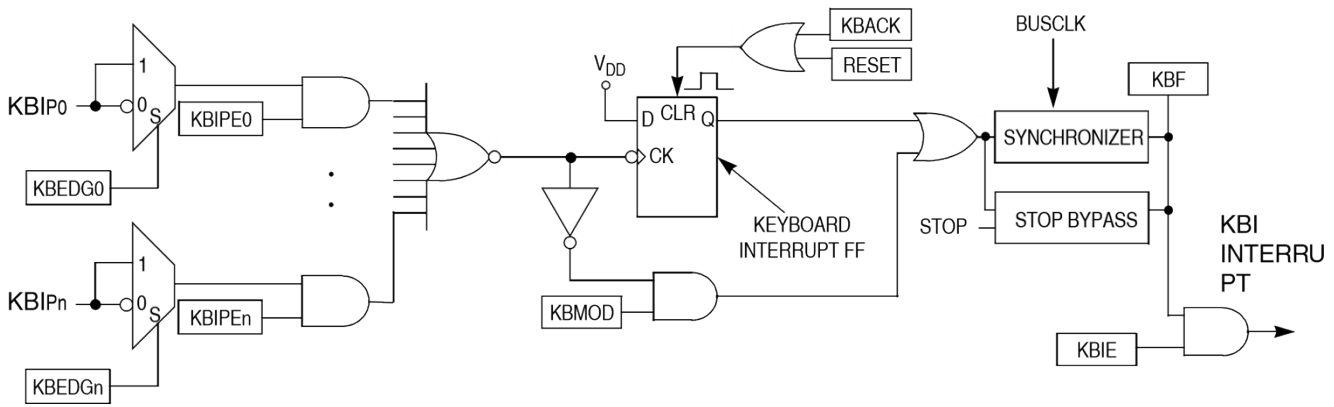 KBIP0
1
0
S
KBEDG0
KBIPE0
KBIPn
1
0
S
KBEDGn
KBIPEn
VDD
D
CLR
Q
CK
KBACK
RESET
KEYBOARD
INTERRUPT FF
KBMOD
BUSCLK
SYNCHRONIZER
KBF
STOP
STOP BYPASS
KBIE
KBI
INTERRU
PT